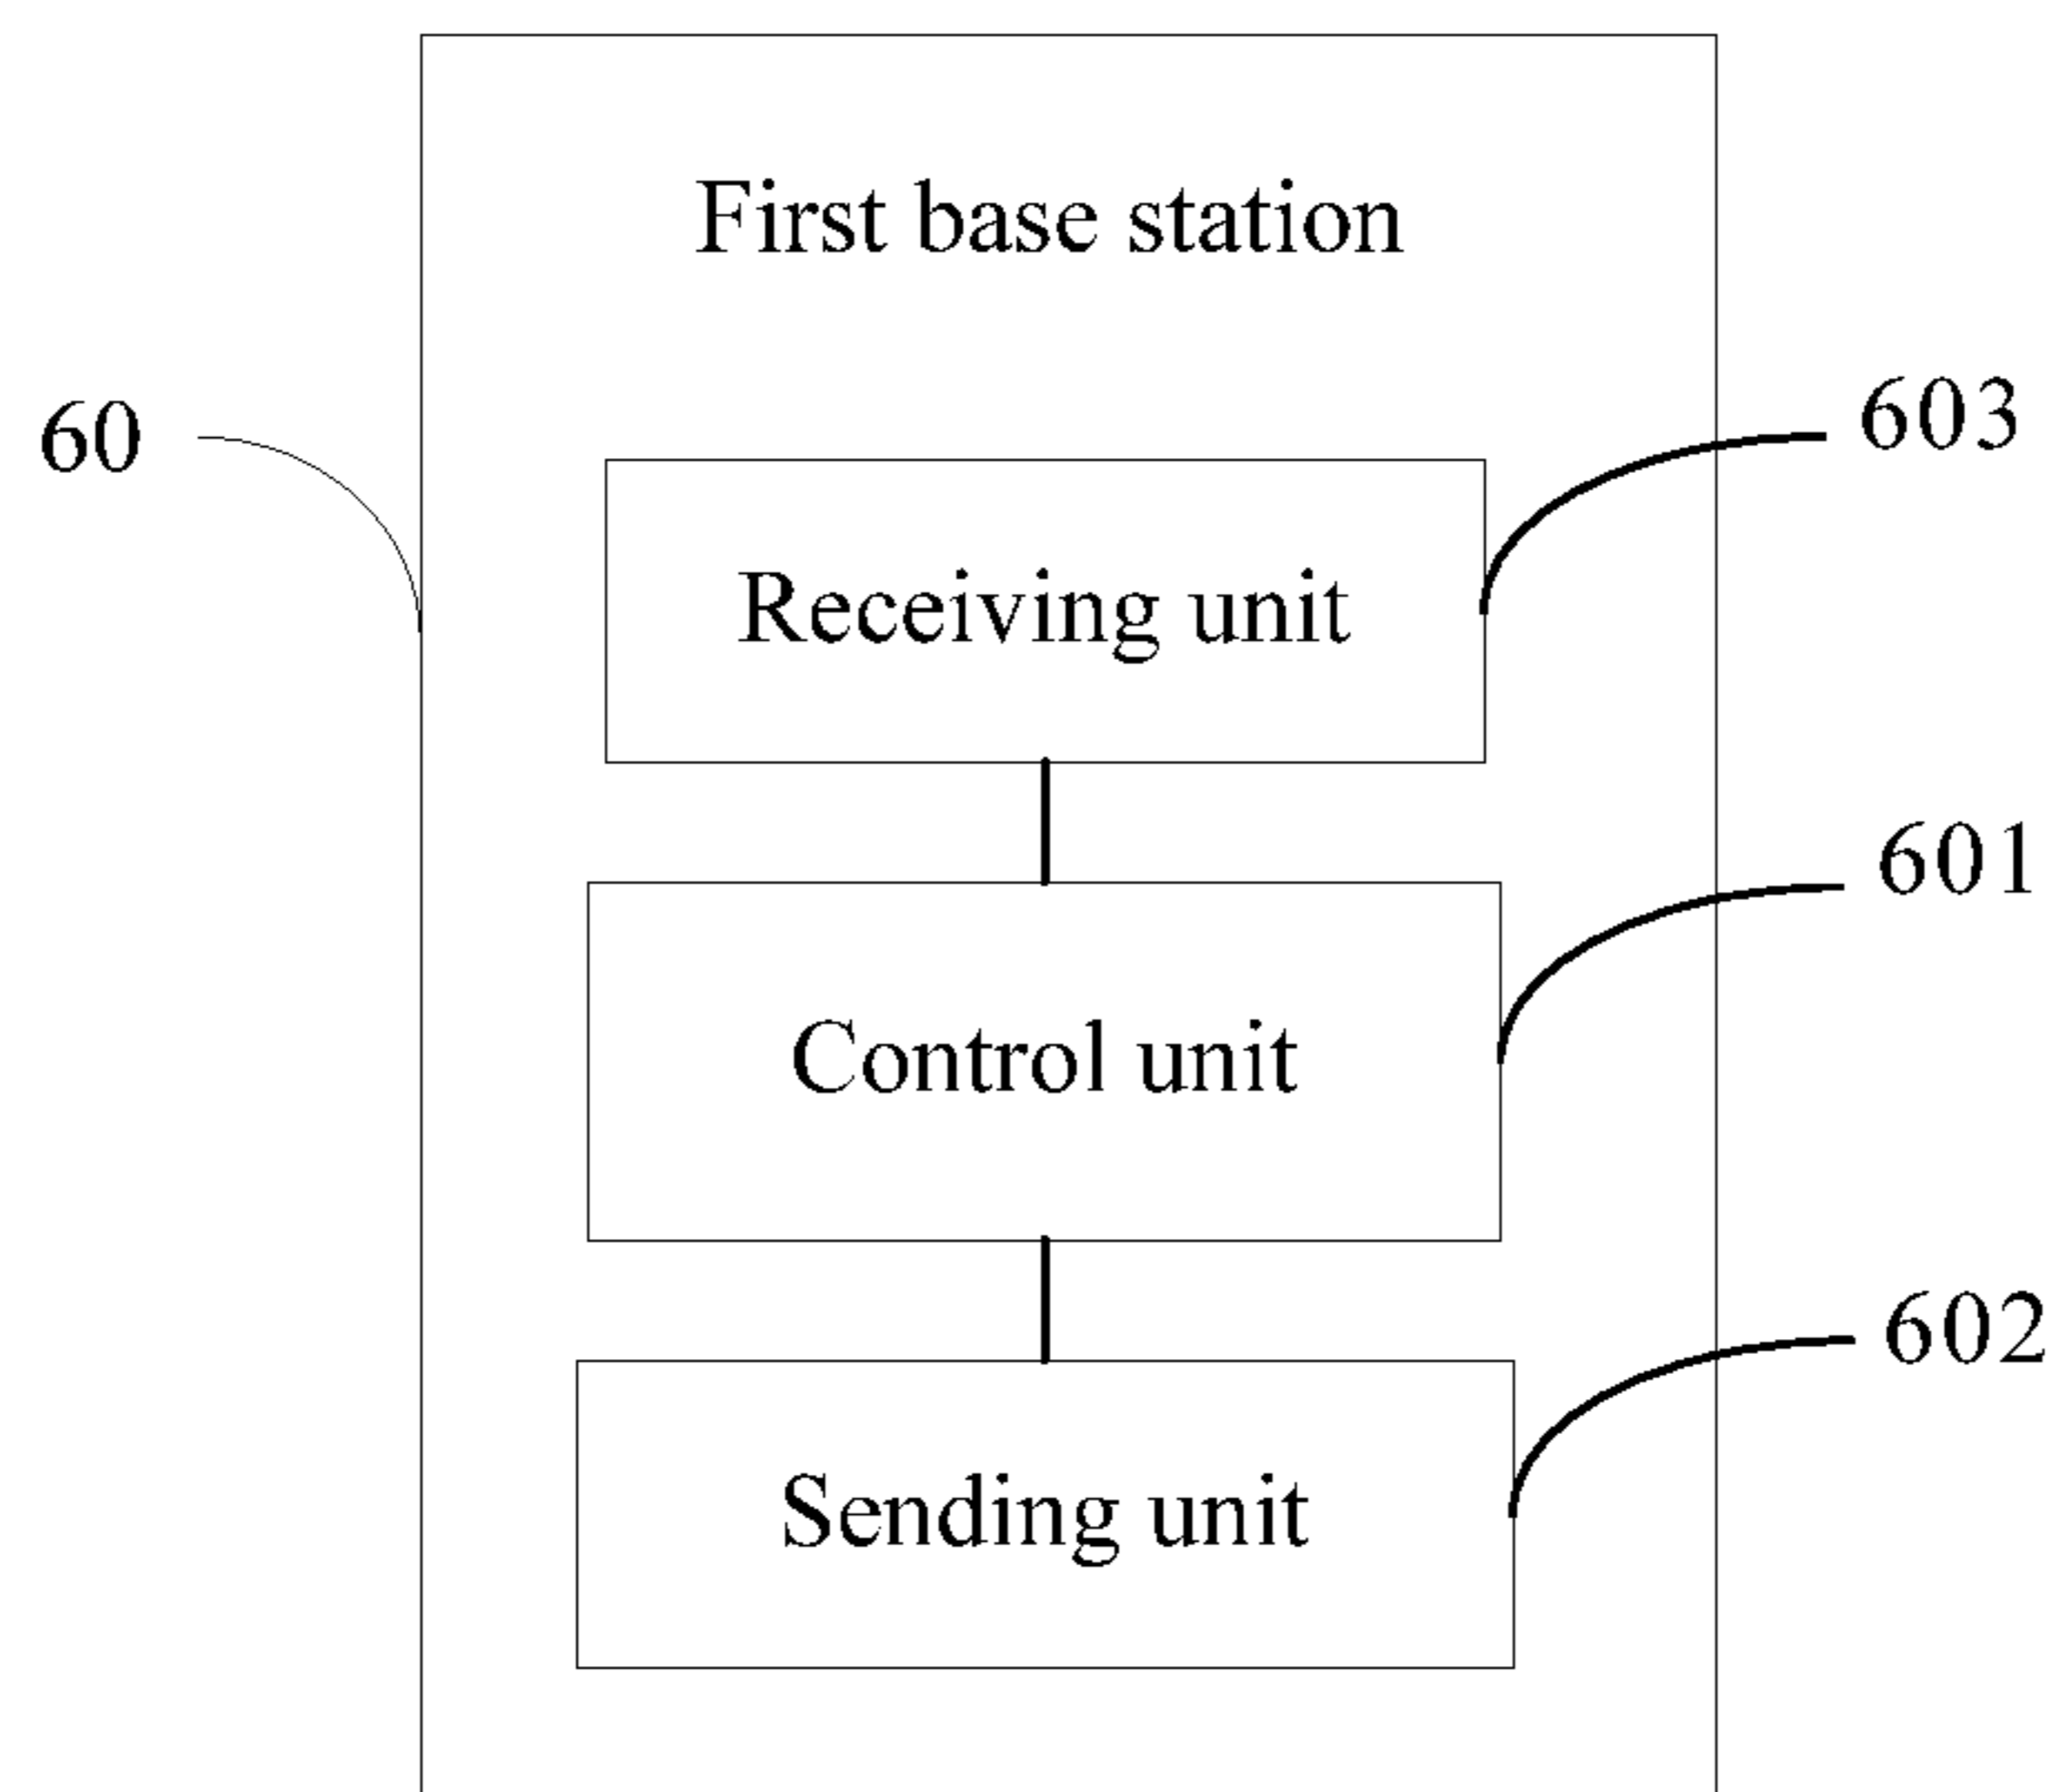 First base station
60
603
Receiving unit
601
Control unit
602
Sending unit